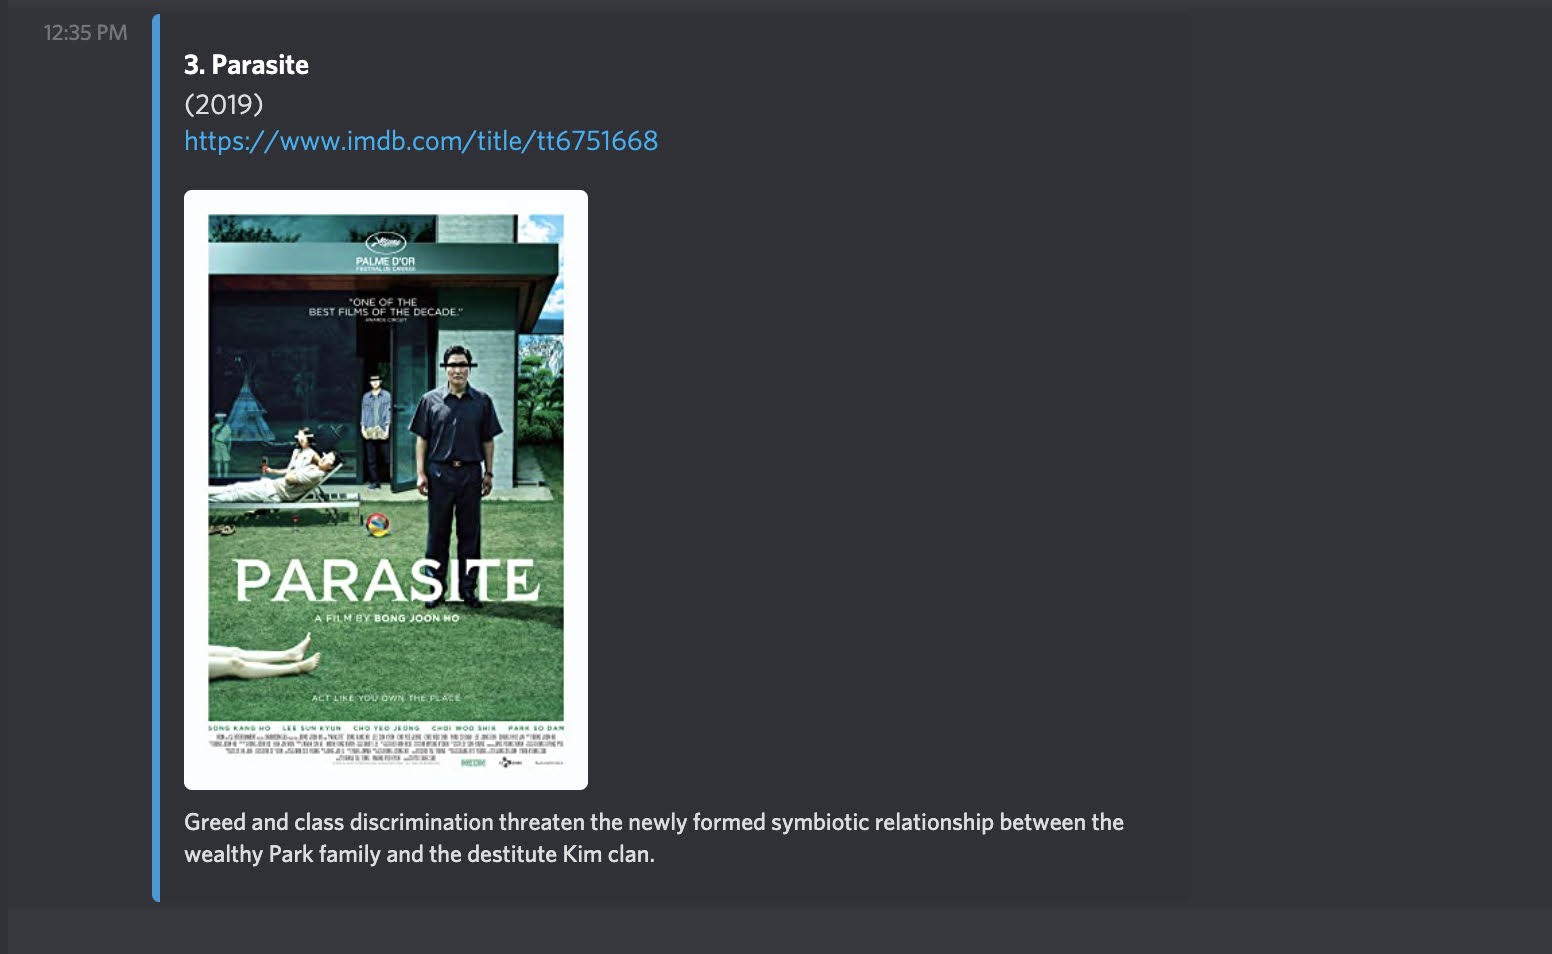 12:35 PM
3. Parasite
(2019)
https://www.imdb.com/title/tt6751668
PALME D'OR
FESTIVAL DE CANNES
"ONE OF THE
BEST FILMS OF THE DECADE."
AWARDS CIRCUIT
PARASITE
A FILM BY BONG JOON HO
ACT LIKE YOU OWN THE PLACE
SONG KANG HO LEE SUN KYUN CHO YEO JEONG CHOI WOO SHIK PARK SO DAM
NEON
Greed and class discrimination threaten the newly formed symbiotic relationship between the
wealthy Park family and the destitute Kim clan.